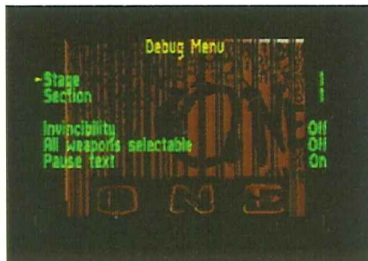 Debug Menu
Stage 1
Section 1
Invincibility Off
All weapons selectable Off
Pause text On
ONE